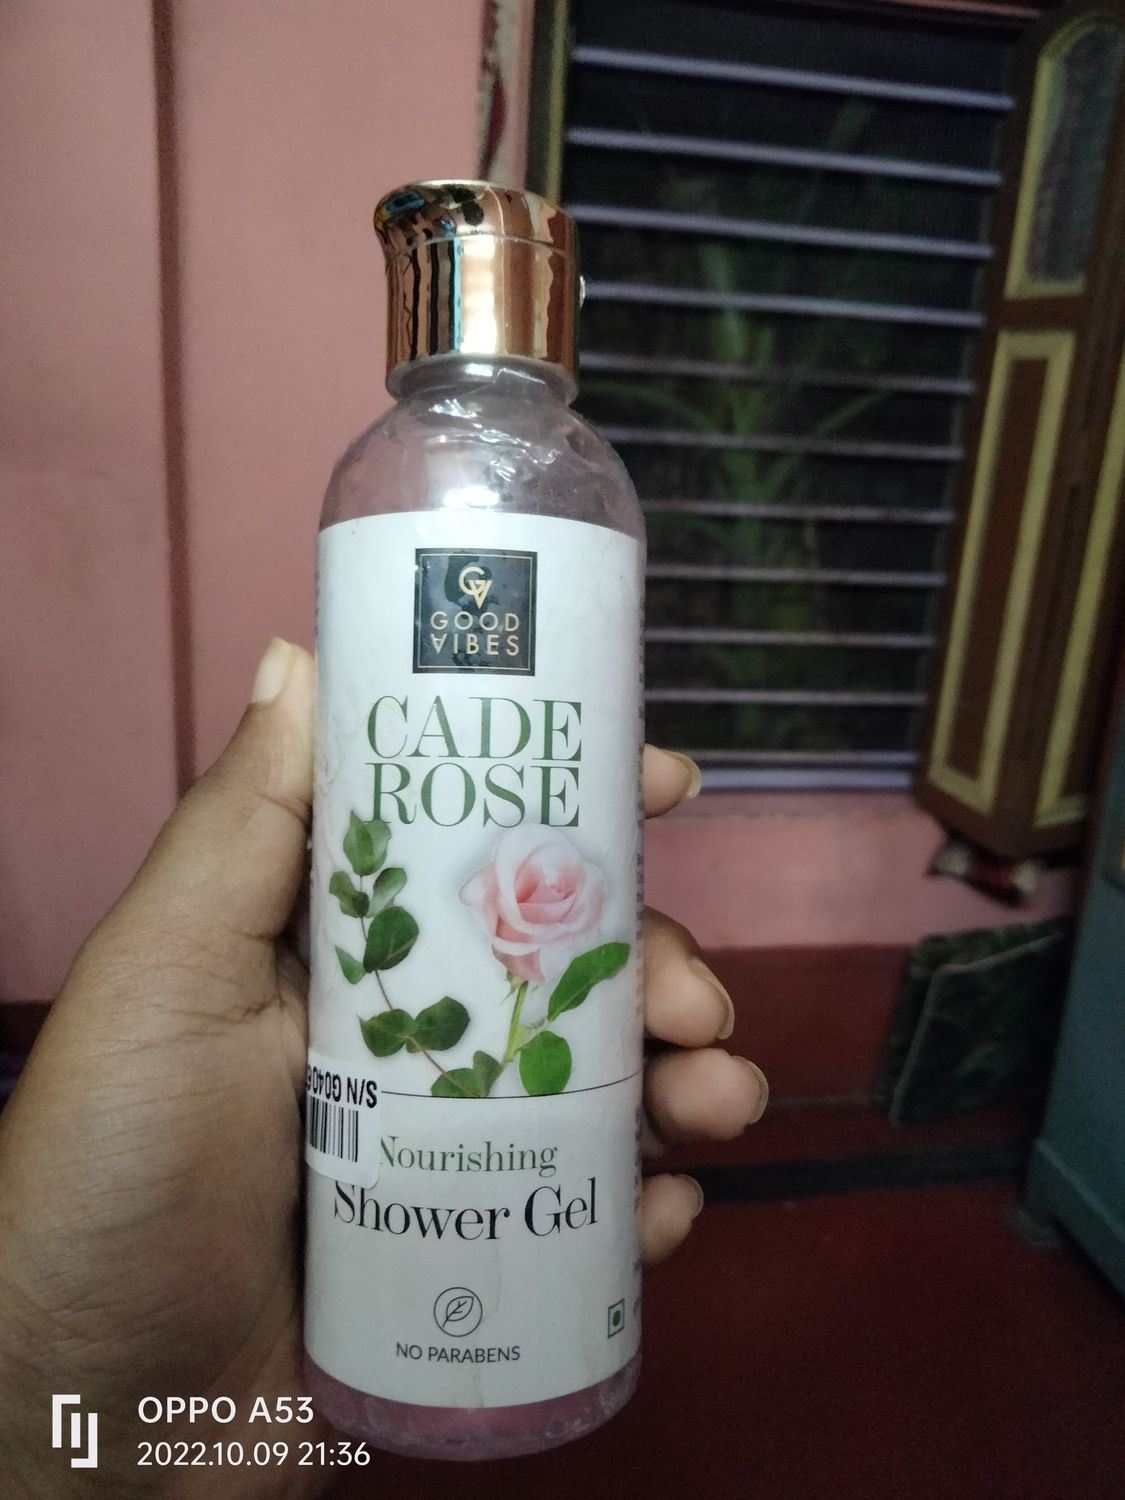 GV
GOOD
VIBES
CADE
ROSE
S/N G040
Nourishing
Shower Gel
NO PARABENS
OPPO A53
2022.10.09 21:36